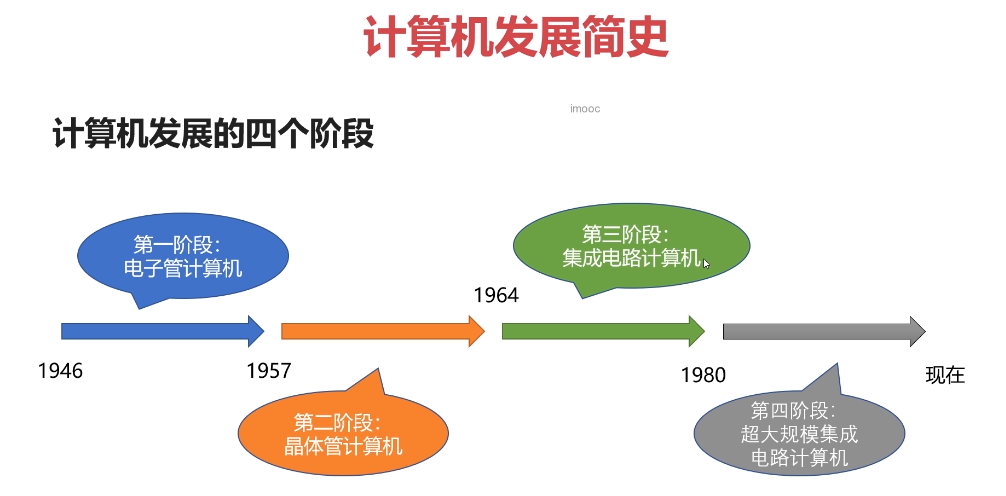 计算机发展简史
imooc
计算机发展的四个阶段
第一阶段：
电子管计算机
第三阶段：
集成电路计算机
1964
1946
1957
1980
现在
第二阶段：
晶体管计算机
第四阶段：
超大规模集成
电路计算机